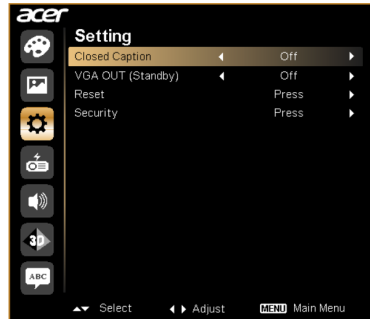 acer
Setting
Closed Caption Off
VGA OUT (Standby) Off
Reset Press
Security Press
3D
ABC
Select Adjust MENU Main Menu